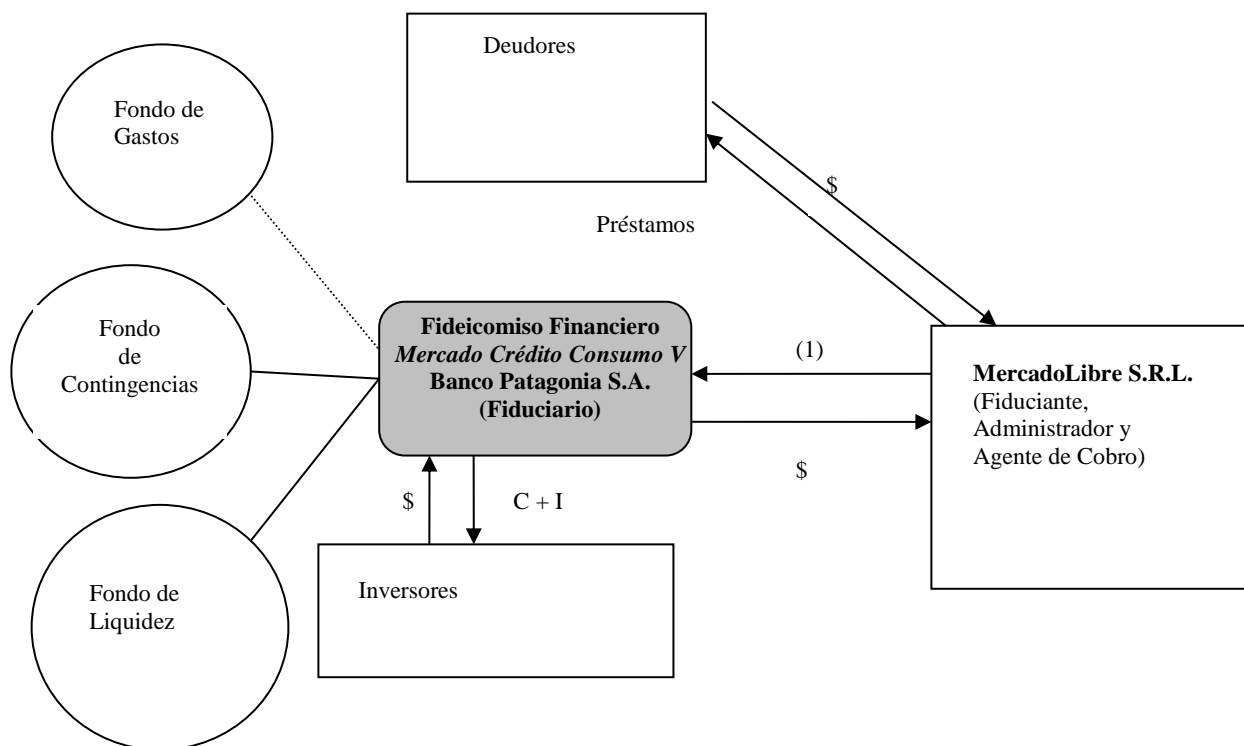 Deudores
Fondo de
Gastos
$
Préstamos
Fondo
de
Contingencias
Fideicomiso Financiero
Mercado Crédito Consumo V
Banco Patagonia S.A.
(Fiduciario)
(1)
MercadoLibre S.R.L.
(Fiduciante,
Administrador y
Agente de Cobro)
$
$
C + I
Fondo de
Liquidez
Inversores